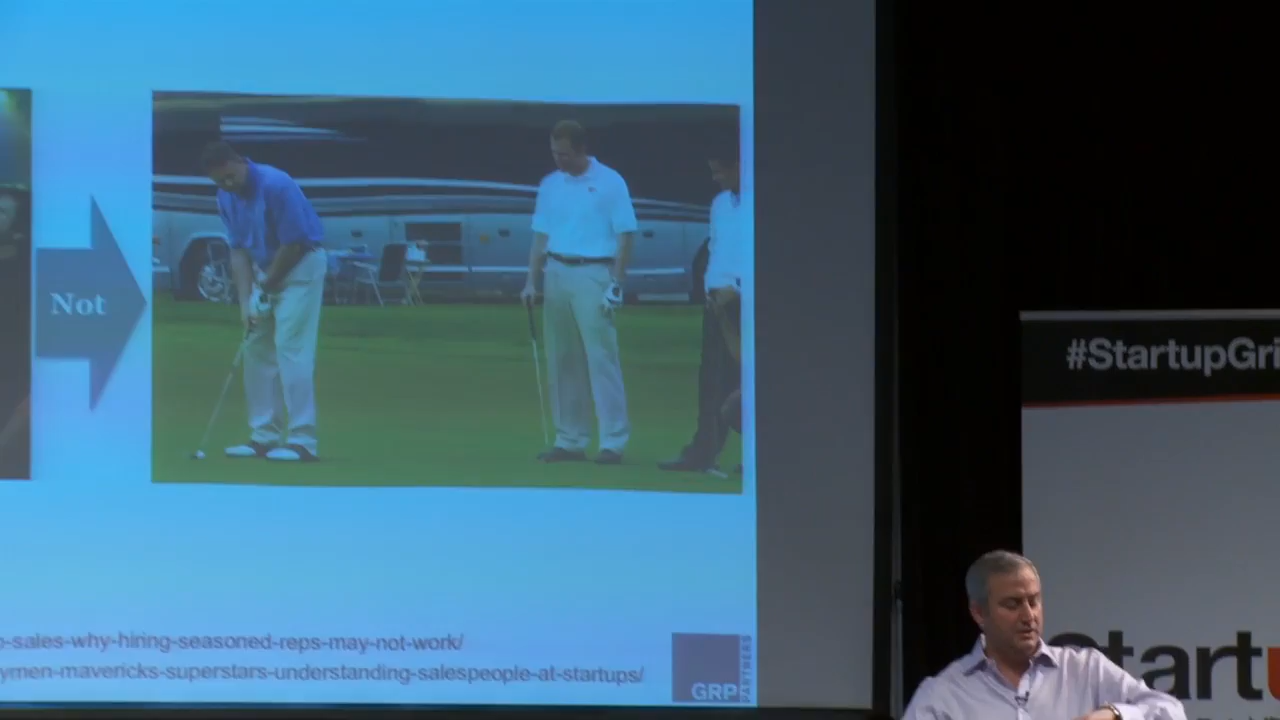 Not
#StartupGri
o-sales-why-hiring-seasoned-reps-may-not-work/
ymen-mavericks-superstars-understanding-salespeople-at-startups/
GRP
PARTNERS
Startu